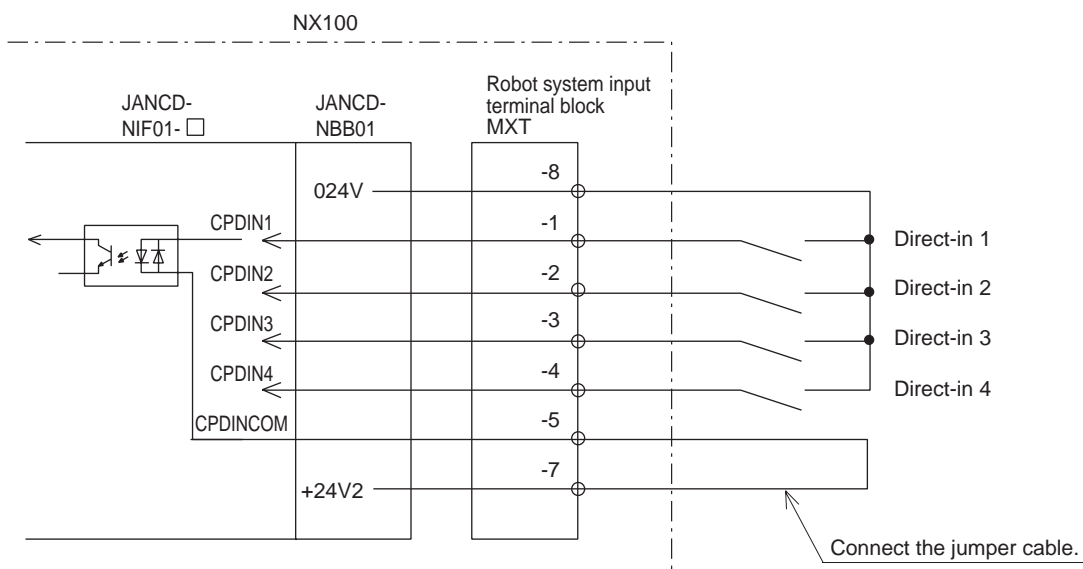 NX100
JANCD-
NIF01- □
JANCD-
NBB01
Robot system input
terminal block
MXT
024V
-8
CPDIN1
-1
Direct-in 1
CPDIN2
-2
Direct-in 2
CPDIN3
-3
Direct-in 3
CPDIN4
-4
Direct-in 4
CPDINCOM
-5
+24V2
-7
Connect the jumper cable.